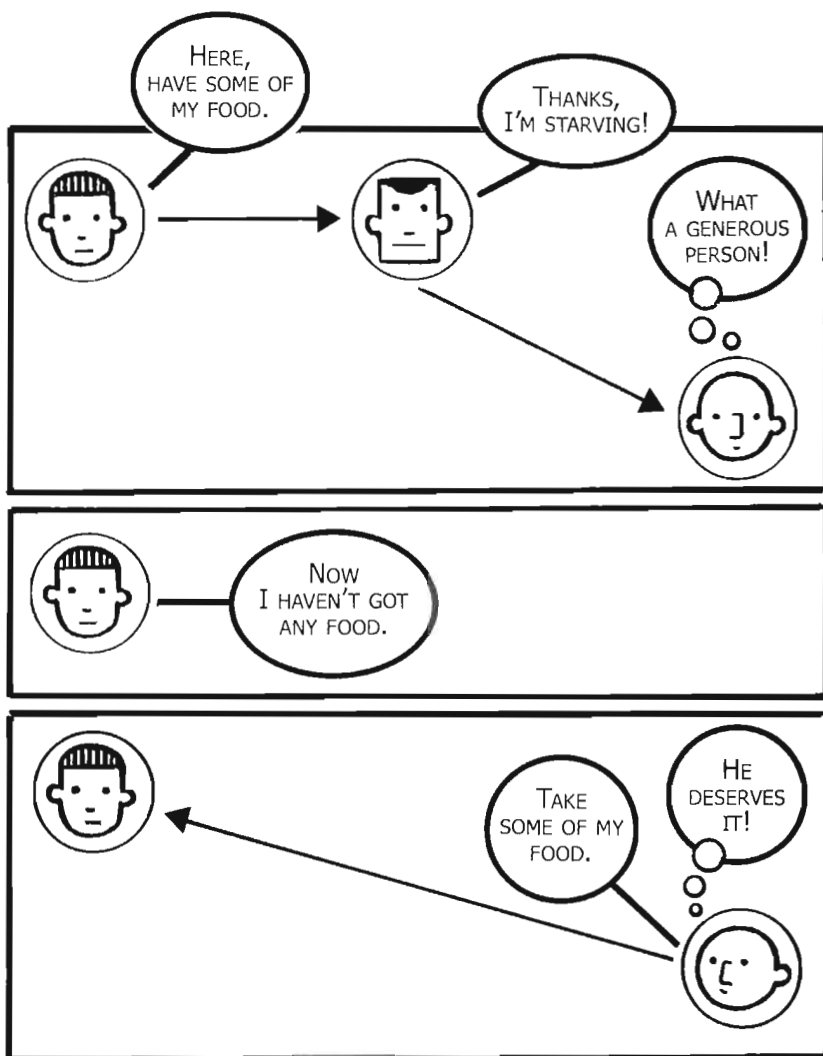 HERE,
HAVE SOME OF
MY FOOD.
THANKS,
I'M STARVING!
WHAT
A GENEROUS
PERSON!
NOW
I HAVEN'T GOT
ANY FOOD.
TAKE
SOME OF MY
FOOD.
HE
DESERVES
IT!